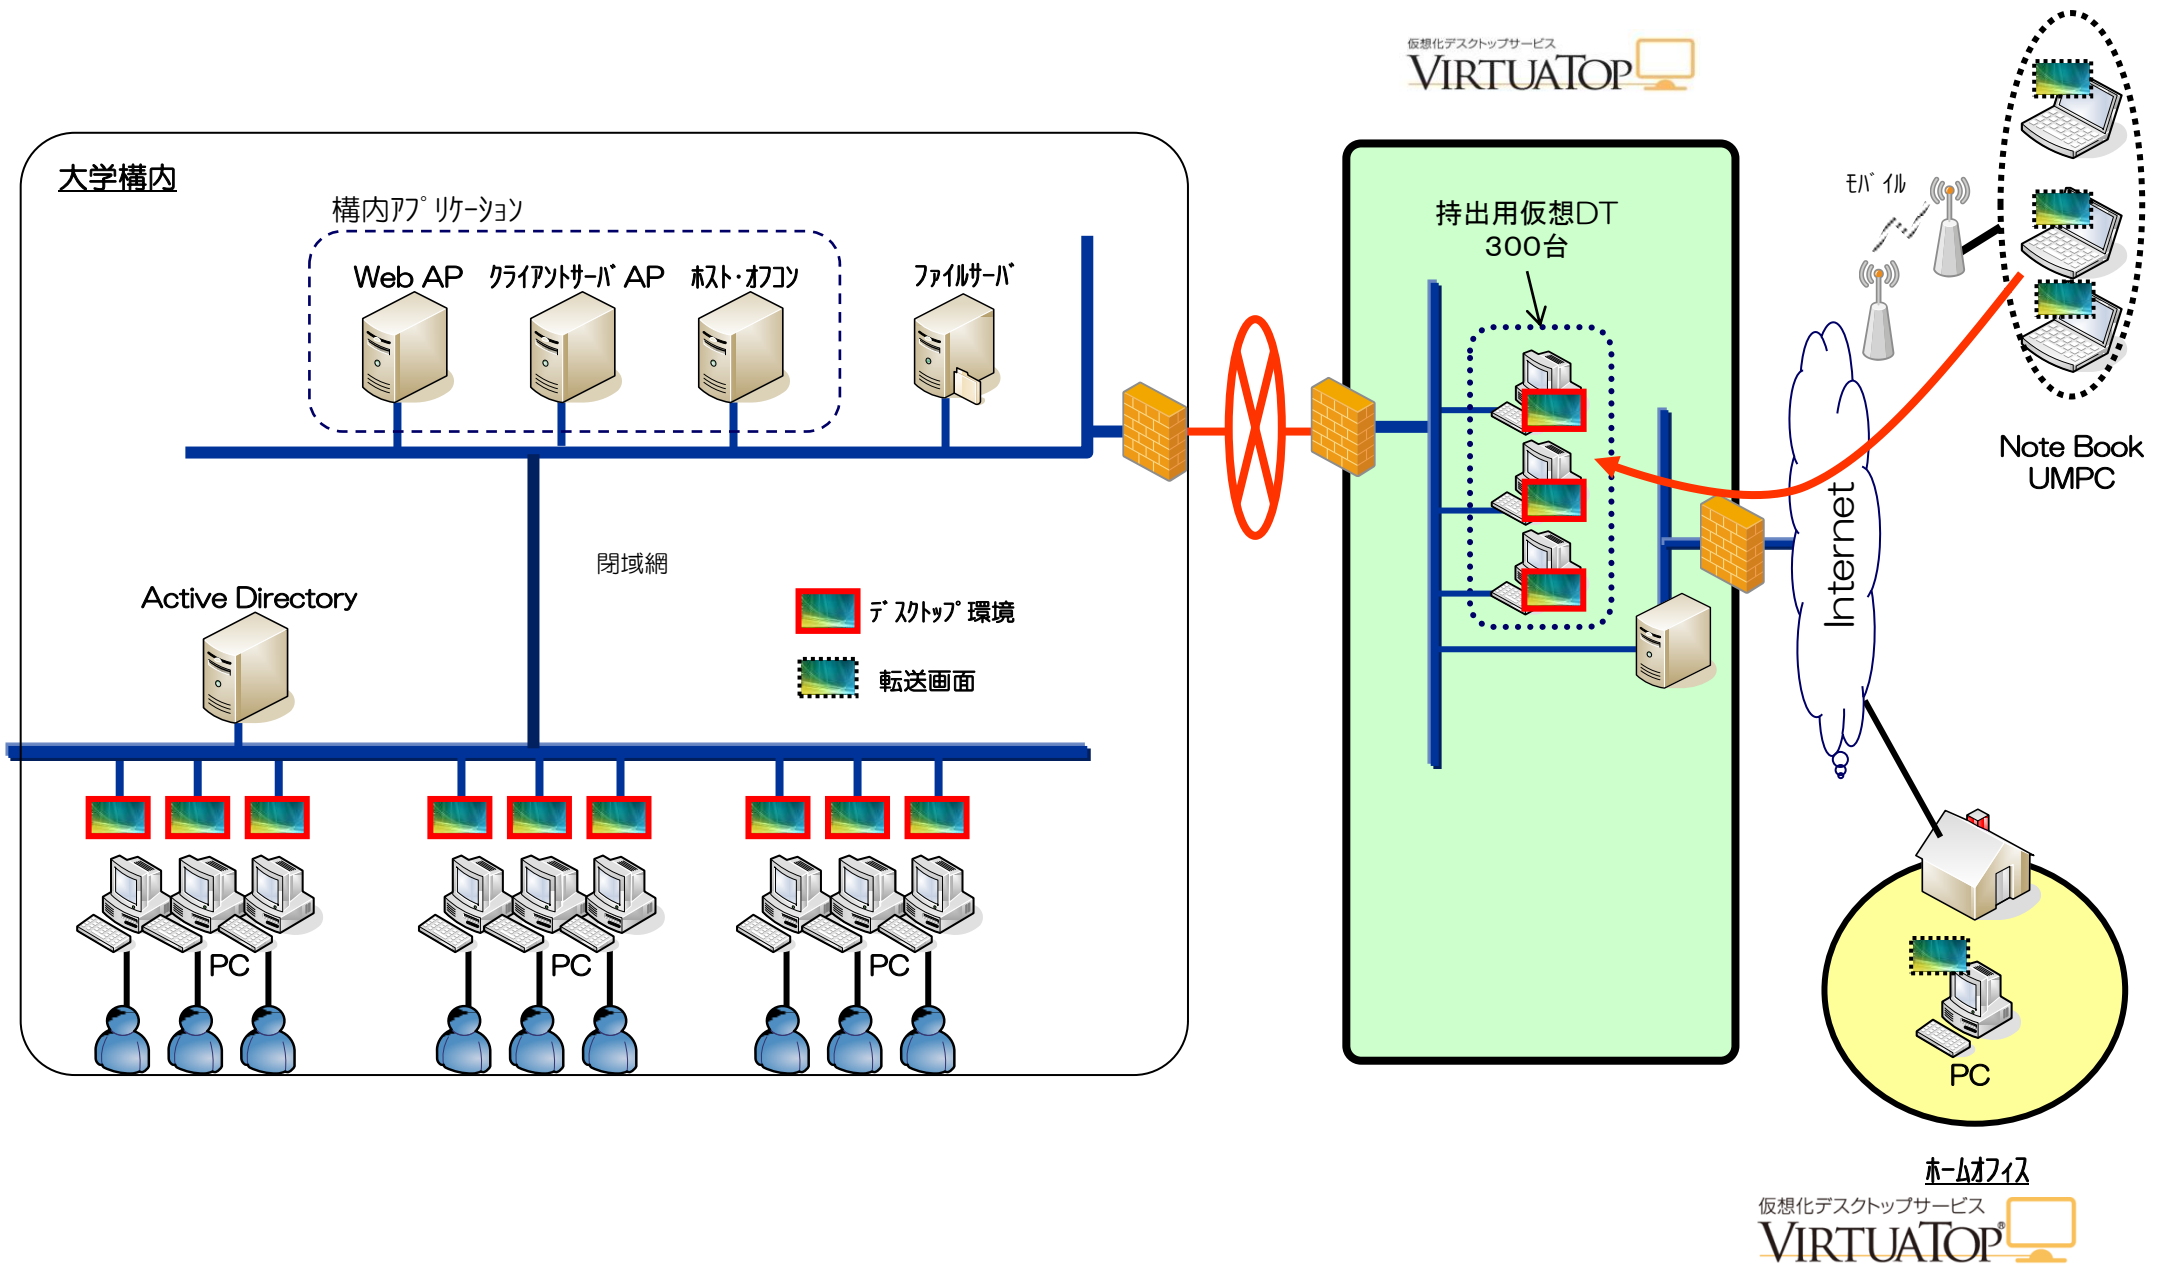 仮想化デスクトップサービス
VIRTUATOP
大学構内
構内ｱﾌﾟﾘｹｰｼｮﾝ
Web AP
ｸﾗｲｱﾝﾄｻｰﾊﾞAP
ﾎｽﾄ・ｵﾌｺﾝ
ﾌｧｲﾙｻｰﾊﾞ
持出用仮想DT
300台
ﾓﾊﾞｲﾙ
Note Book
UMPC
Internet
閉域網
Active Directory
ﾃﾞｽｸﾄｯﾌﾟ環境
転送画面
PC
PC
PC
PC
ﾎｰﾑｵﾌｨｽ
仮想化デスクトップサービス
VIRTUATOP®